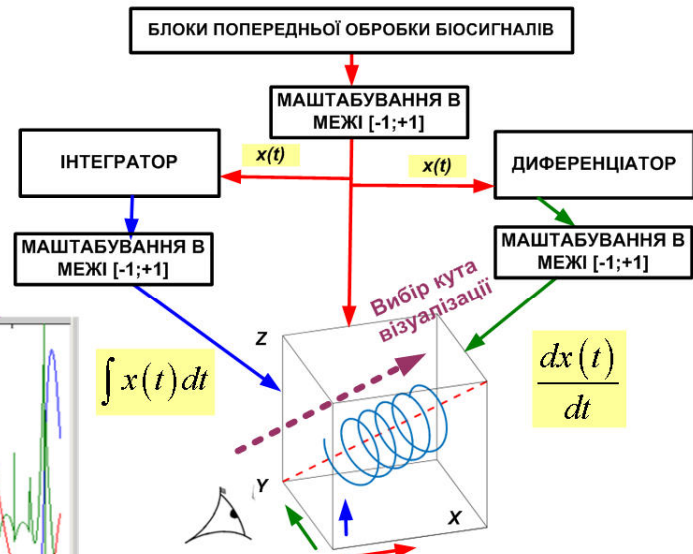 БЛОКИ ПОПЕРЕДНЬОЇ ОБРОБКИ БІОСИГНАЛІВ
МАШТАБУВАННЯ В
МЕЖІ [-1;+1]
ІНТЕГРАТОР
x(t)
x(t)
ДИФЕРЕНЦІАТОР
МАШТАБУВАННЯ В
МЕЖІ [-1;+1]
МАШТАБУВАННЯ В
МЕЖІ [-1;+1]
Вибір кута
візуалізації
Z
∫ x(t) dt
dx(t)
dt
Y
X